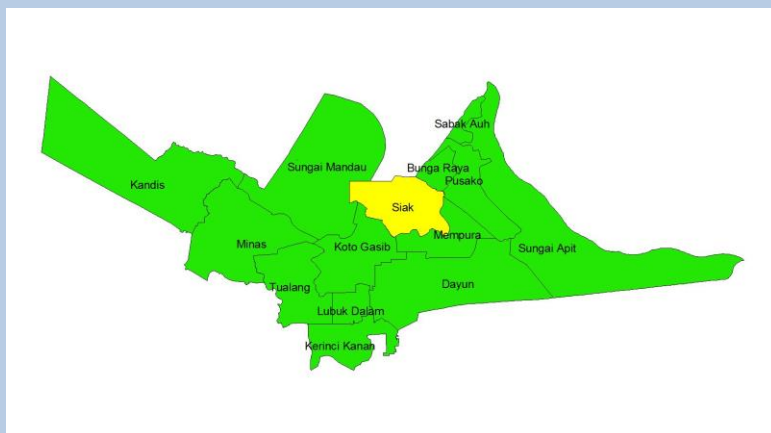 Sabak Auh
Sungai Mandau
Bunga Raya
Pusako
Kandis
Siak
Mempura
Minas
Koto Gasib
Sungai Apit
Tualang
Dayun
Lubuk Dalam
Kerinci Kanan